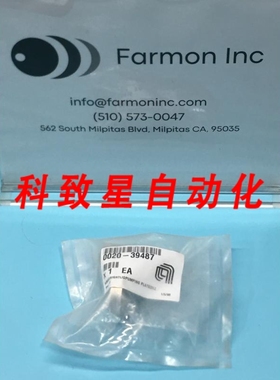 Farmon Inc
info@farmoninc.com
(510) 573-0047
562 South Milpitas Blvd, Milpitas CA. 95035
科致星自动化
0020-39487
1 EA